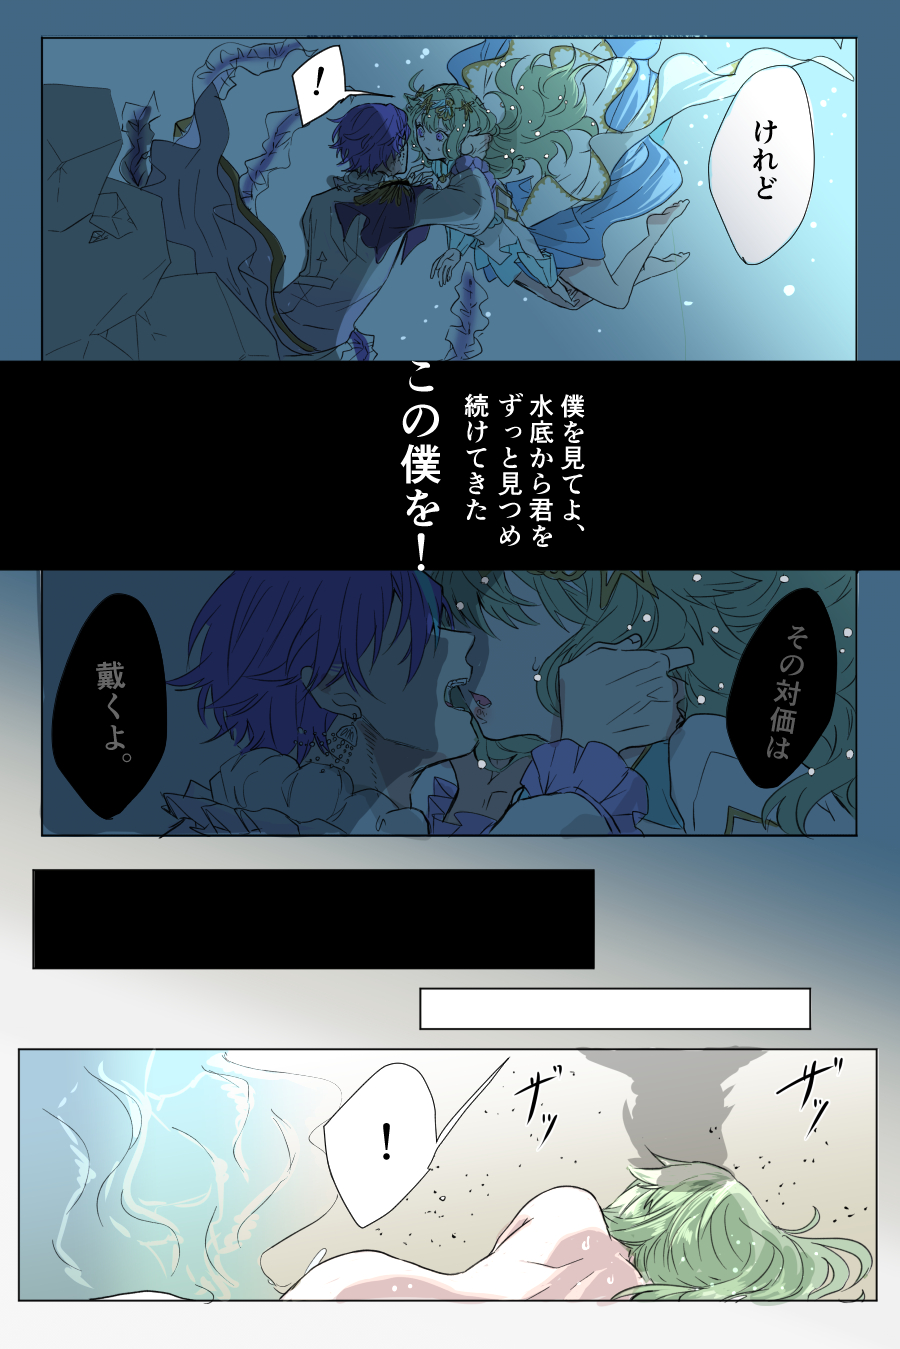 けれど
！
僕を見てよ、
水底から君を
ずっと見つめ
続けてきた
この僕を！
その対価は
戴くよ。
ザッ
ザッ
！